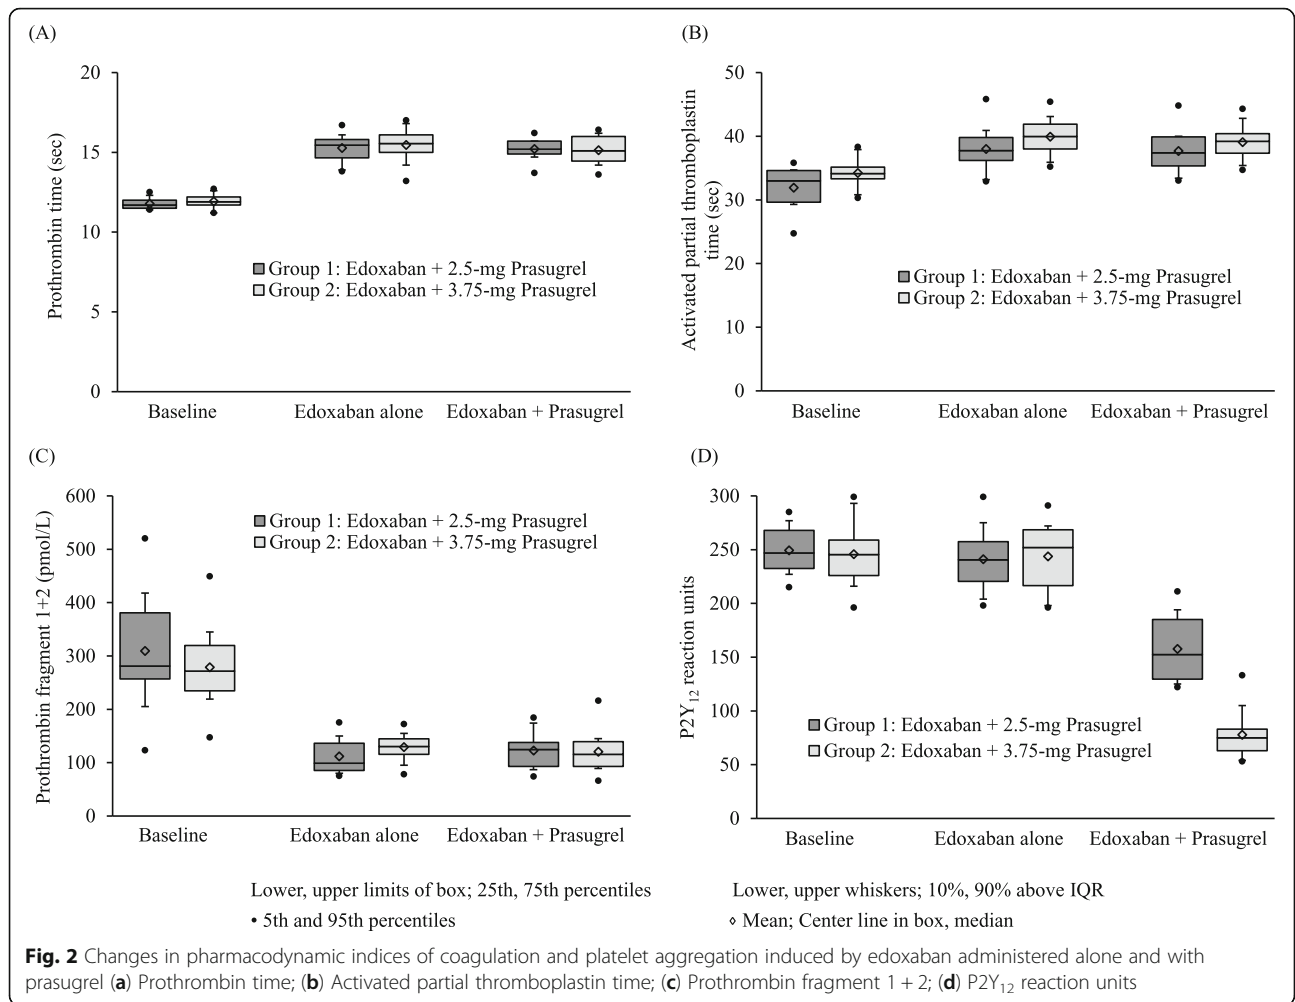 (A)
Prothrombin time (sec)
20
15
10
5
0
Group 1: Edoxaban + 2.5-mg Prasugrel
Group 2: Edoxaban + 3.75-mg Prasugrel
Baseline
Edoxaban alone
Edoxaban + Prasugrel
(B)
Activated partial thromboplastin
time (sec)
50
40
30
20
10
0
Group 1: Edoxaban + 2.5-mg Prasugrel
Group 2: Edoxaban + 3.75-mg Prasugrel
Baseline
Edoxaban alone
Edoxaban + Prasugrel
(C)
Prothrombin fragment 1+2 (pmol/L)
600
500
400
300
200
100
0
Group 1: Edoxaban + 2.5-mg Prasugrel
Group 2: Edoxaban + 3.75-mg Prasugrel
Baseline
Edoxaban alone
Edoxaban + Prasugrel
(D)
P2Y₁₂ reaction units
300
250
200
150
100
50
0
Group 1: Edoxaban + 2.5-mg Prasugrel
Group 2: Edoxaban + 3.75-mg Prasugrel
Baseline
Edoxaban alone
Edoxaban + Prasugrel
Lower, upper limits of box; 25th, 75th percentiles
• 5th and 95th percentiles
Lower, upper whiskers; 10%, 90% above IQR
⋄ Mean; Center line in box, median
Fig. 2 Changes in pharmacodynamic indices of coagulation and platelet aggregation induced by edoxaban administered alone and with
prasugrel (a) Prothrombin time; (b) Activated partial thromboplastin time; (c) Prothrombin fragment 1 + 2; (d) P2Y₁₂ reaction units